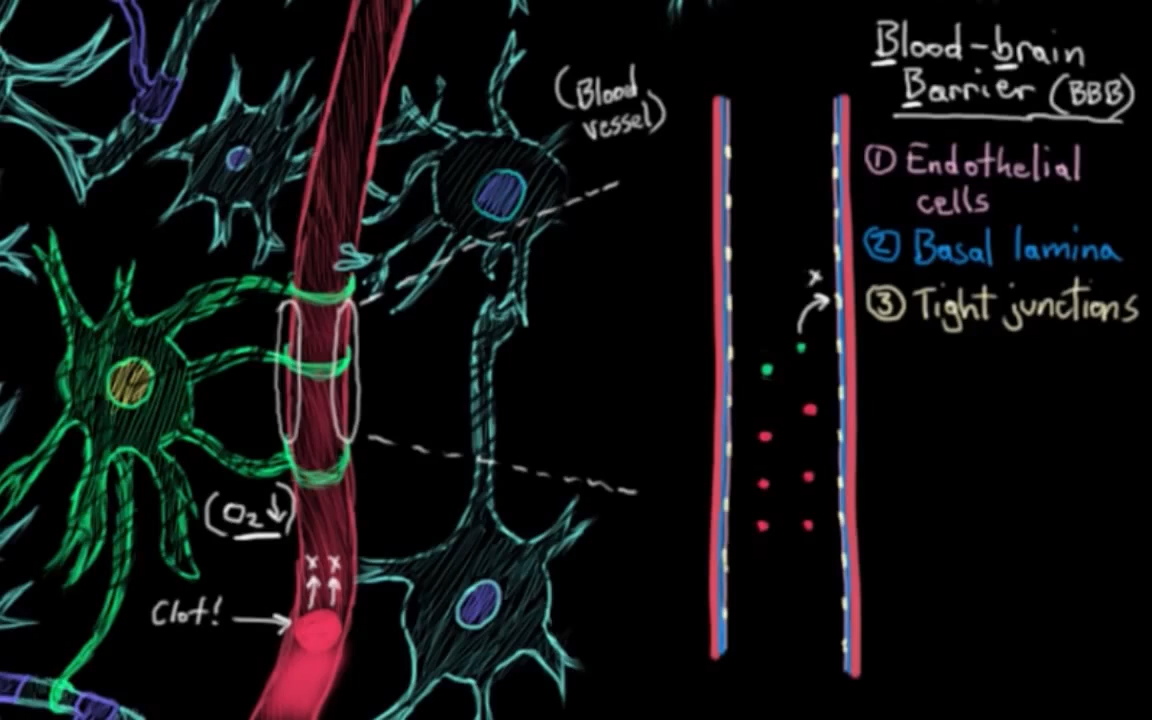 Blood-brain
Barrier (BBB)
① Endothelial
cells
② Basal lamina
③ Tight junctions
(Blood
vessel)
x
(O₂↓)
x x
Clot!